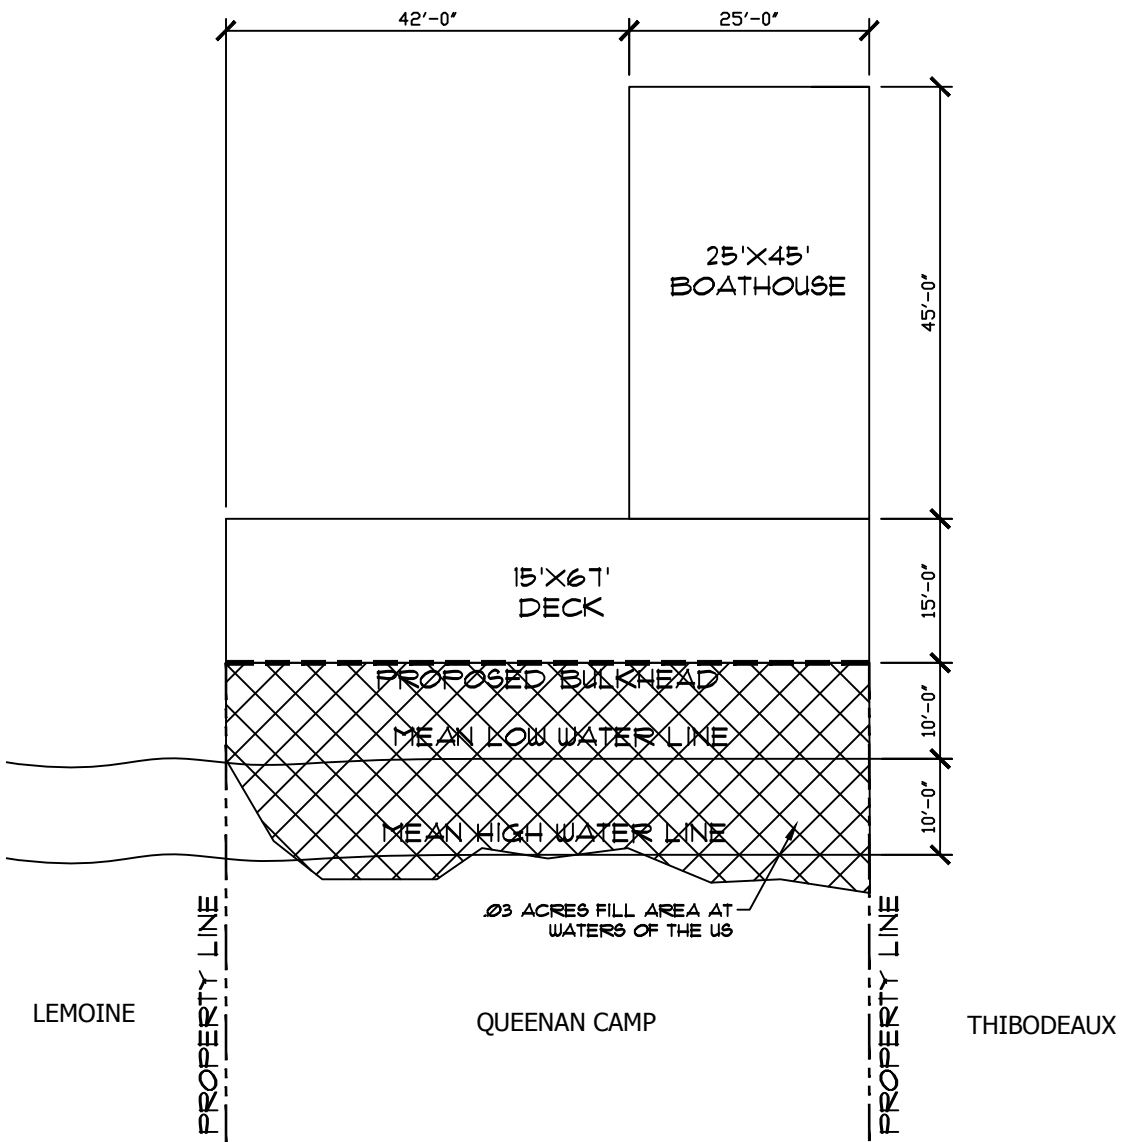 42'-0"
25'-0"
25'X45'
BOATHOUSE
45'-0"
15'X67'
DECK
15'-0"
PROPOSED BULKHEAD
10'-0"
MEAN LOW WATER LINE
10'-0"
MEAN HIGH WATER LINE
.03 ACRES FILL AREA AT
WATERS OF THE US
PROPERTY LINE
PROPERTY LINE
LEMOINE
QUEENAN CAMP
THIBODEAUX